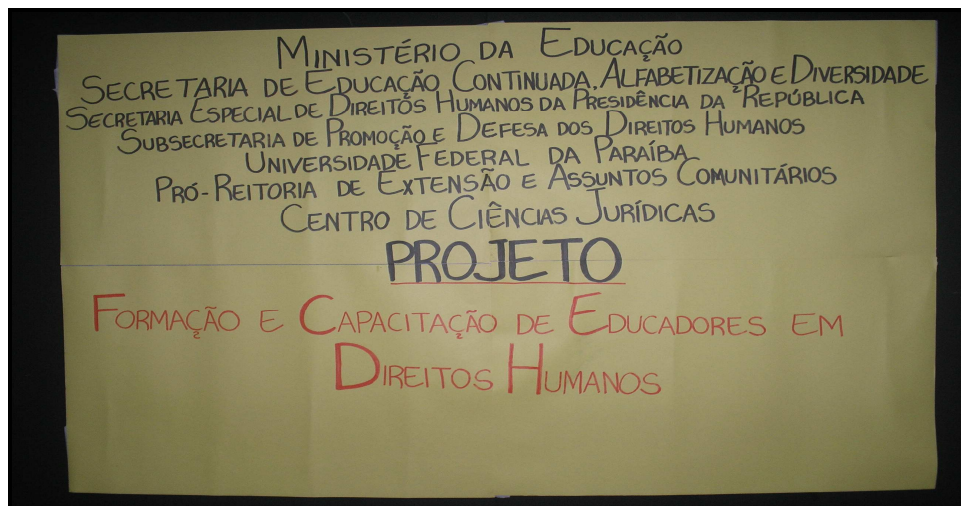 MINISTÉRIO DA EDUCAÇÃO
SECRETARIA DE EDUCAÇÃO CONTINUADA, ALFABETIZAÇÃO E DIVERSIDADE
SECRETARIA ESPECIAL DE DIREITOS HUMANOS DA PRESIDÊNCIA DA REPÚBLICA
SUBSECRETARIA DE PROMOÇÃO E DEFESA DOS DIREITOS HUMANOS
UNIVERSIDADE FEDERAL DA PARAÍBA
PRÓ-REITORIA DE EXTENSÃO E ASSUNTOS COMUNITÁRIOS
CENTRO DE CIÊNCIAS JURÍDICAS
PROJETO
FORMAÇÃO E CAPACITAÇÃO DE EDUCADORES EM
DIREITOS HUMANOS